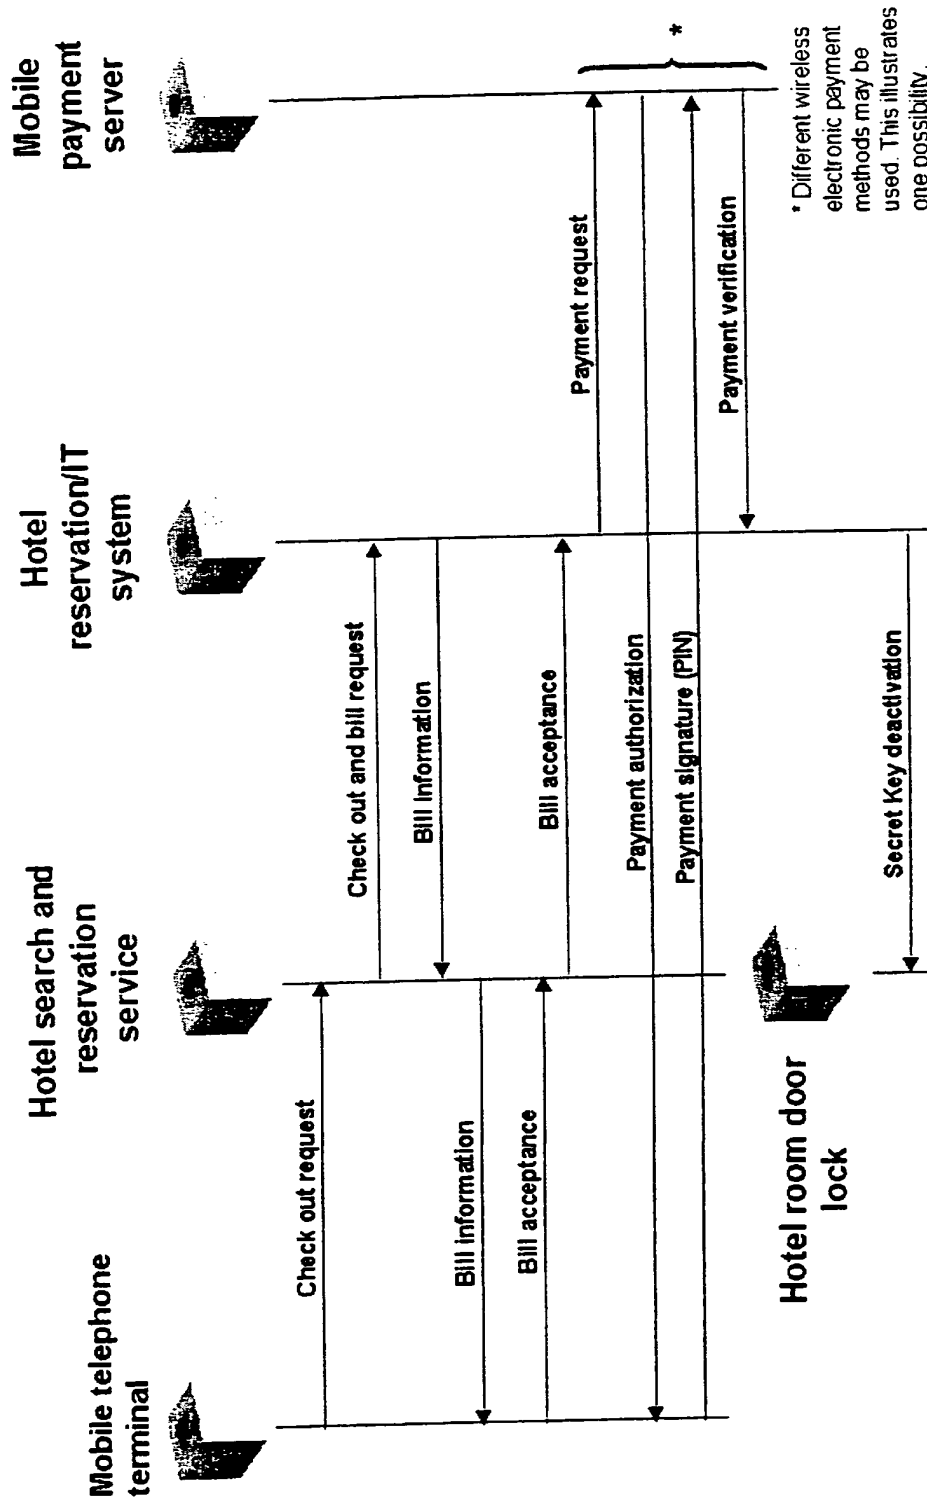 Mobile telephone
terminal
Hotel search and
reservation
service
Hotel
reservation/IT
system
Mobile
payment
server
Check out request
Check out and bill request
Bill Information
Bill information
Bill acceptance
Bill acceptance
Payment request
Payment authorization
Payment signature (PIN)
Payment verification
*
Hotel room door
lock
Secret Key deactivation
* Different wireless
electronic payment
methods may be
used. This illustrates
one possibility.